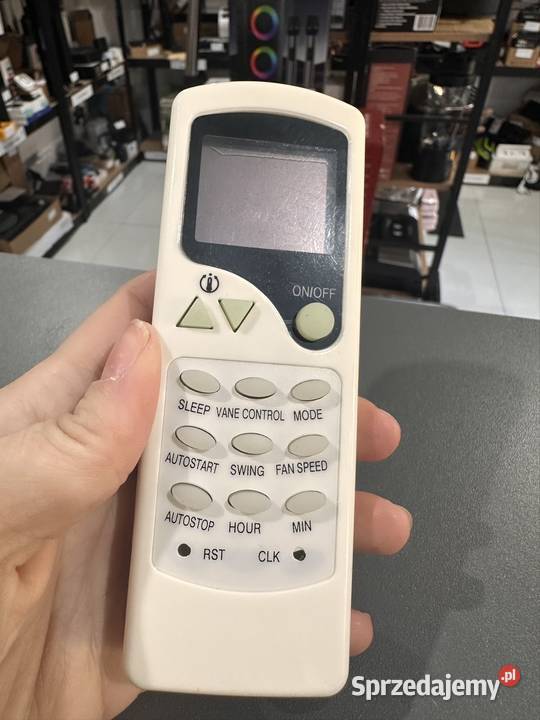 ON/OFF
SLEEP VANE CONTROL MODE
AUTOSTART SWING FAN SPEED
AUTOSTOP HOUR MIN
RST CLK
Sprzedajemy.pl